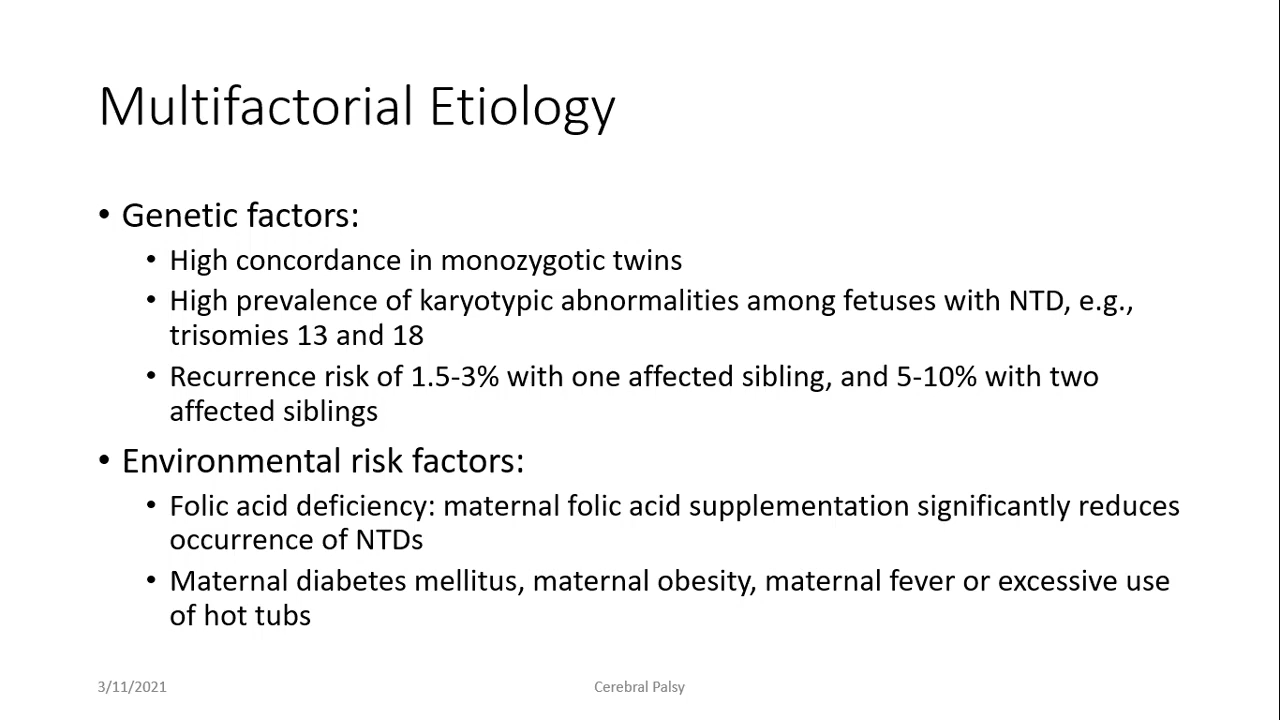 Multifactorial Etiology
• Genetic factors:
• High concordance in monozygotic twins
• High prevalence of karyotypic abnormalities among fetuses with NTD, e.g.,
trisomies 13 and 18
• Recurrence risk of 1.5-3% with one affected sibling, and 5-10% with two
affected siblings
• Environmental risk factors:
• Folic acid deficiency: maternal folic acid supplementation significantly reduces
occurrence of NTDs
• Maternal diabetes mellitus, maternal obesity, maternal fever or excessive use
of hot tubs
3/11/2021
Cerebral Palsy